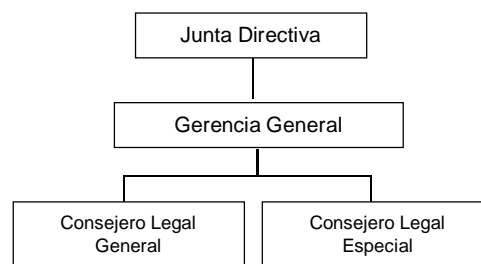 Junta Directiva
Gerencia General
Consejero Legal
General
Consejero Legal
Especial